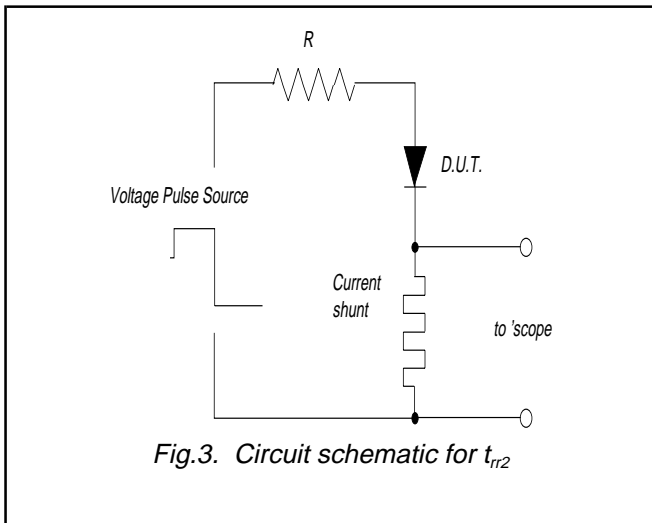 R
D.U.T.
Voltage Pulse Source
Current
shunt
to 'scope
Fig.3. Circuit schematic for trr2